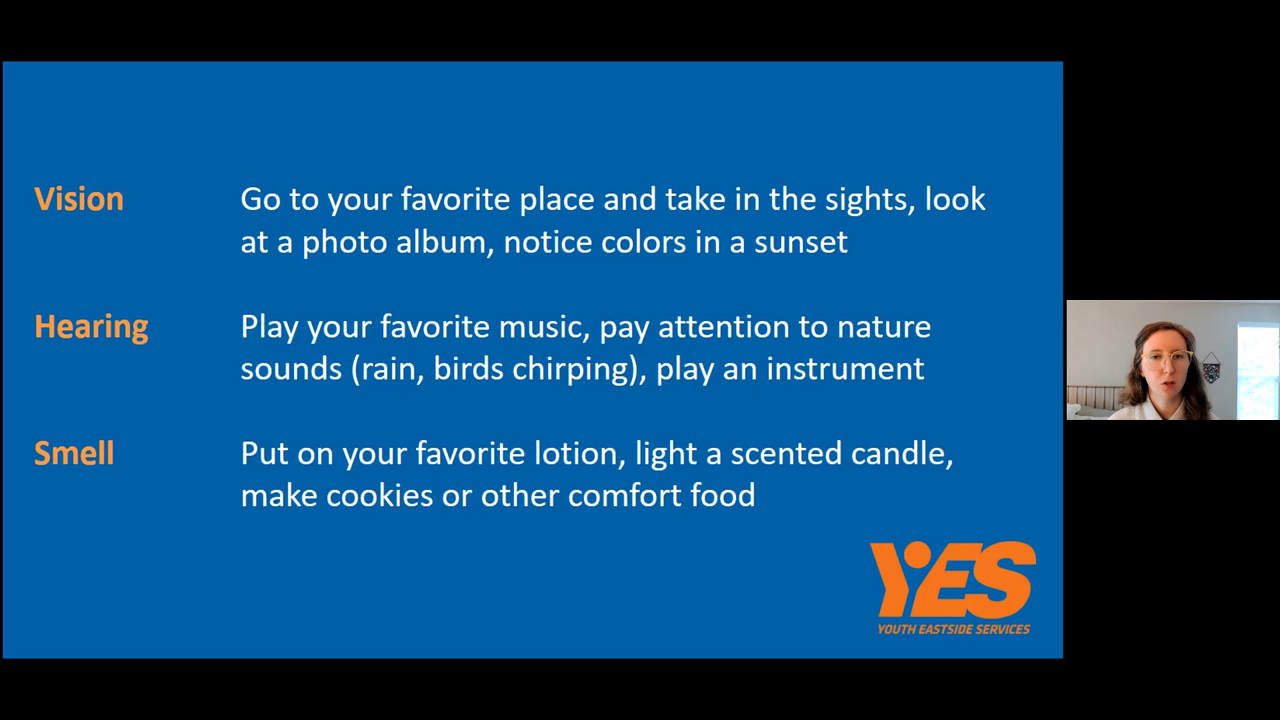 Vision
Go to your favorite place and take in the sights, look
at a photo album, notice colors in a sunset
Hearing
Play your favorite music, pay attention to nature
sounds (rain, birds chirping), play an instrument
Smell
Put on your favorite lotion, light a scented candle,
make cookies or other comfort food
YES
YOUTH EASTSIDE SERVICES